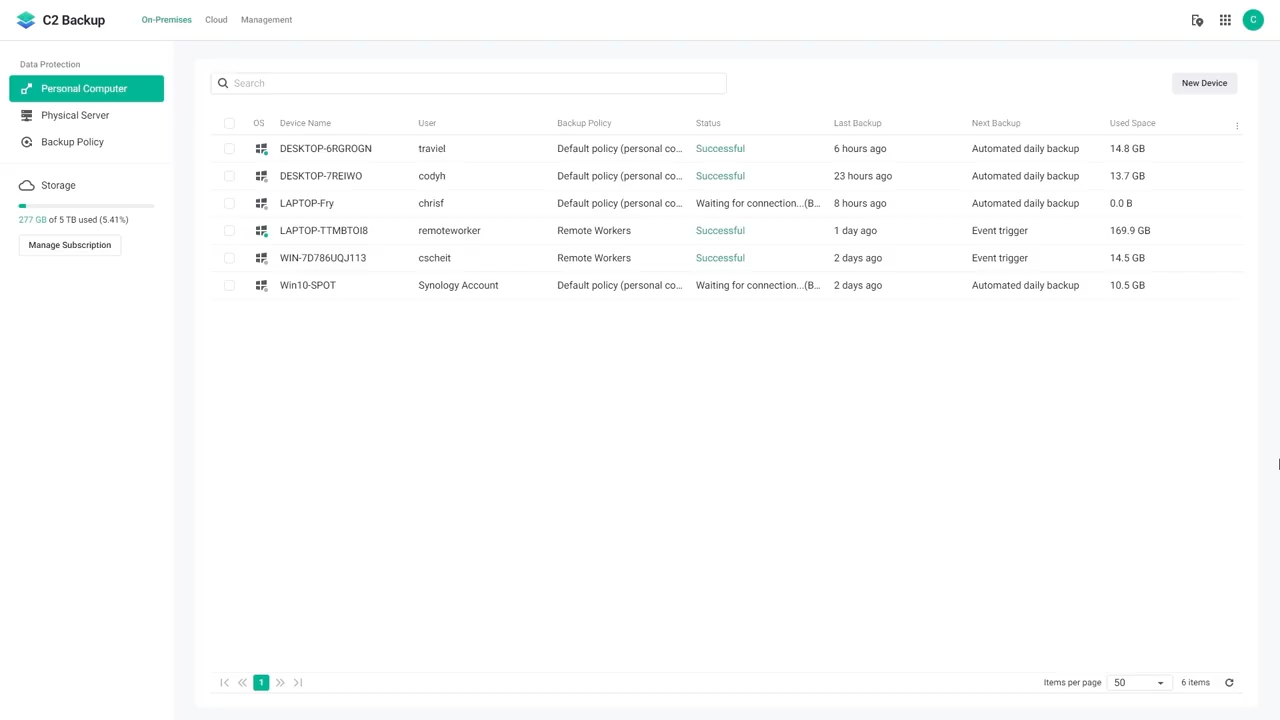 C2 Backup On-Premises Cloud Management C
Data Protection
Personal Computer
Physical Server
Backup Policy
Storage
277 GB of 5 TB used (5.41%)
Manage Subscription
Search New Device
OS Device Name User Backup Policy Status Last Backup Next Backup Used Space
DESKTOP-6RGROGN traviel Default policy (personal co... Successful 6 hours ago Automated daily backup 14.8 GB
DESKTOP-7REIWO codyh Default policy (personal co... Successful 23 hours ago Automated daily backup 13.7 GB
LAPTOP-Fry chrisf Default policy (personal co... Waiting for connection...(B... 8 hours ago Automated daily backup 0.0 B
LAPTOP-TTMBTOI8 remoteworker Remote Workers Successful 1 day ago Event trigger 169.9 GB
WIN-7D786UQJ113 cscheit Remote Workers Successful 2 days ago Event trigger 14.5 GB
Win10-SPOT Synology Account Default policy (personal co... Waiting for connection...(B... 2 days ago Automated daily backup 10.5 GB
1 Items per page 50 6 items